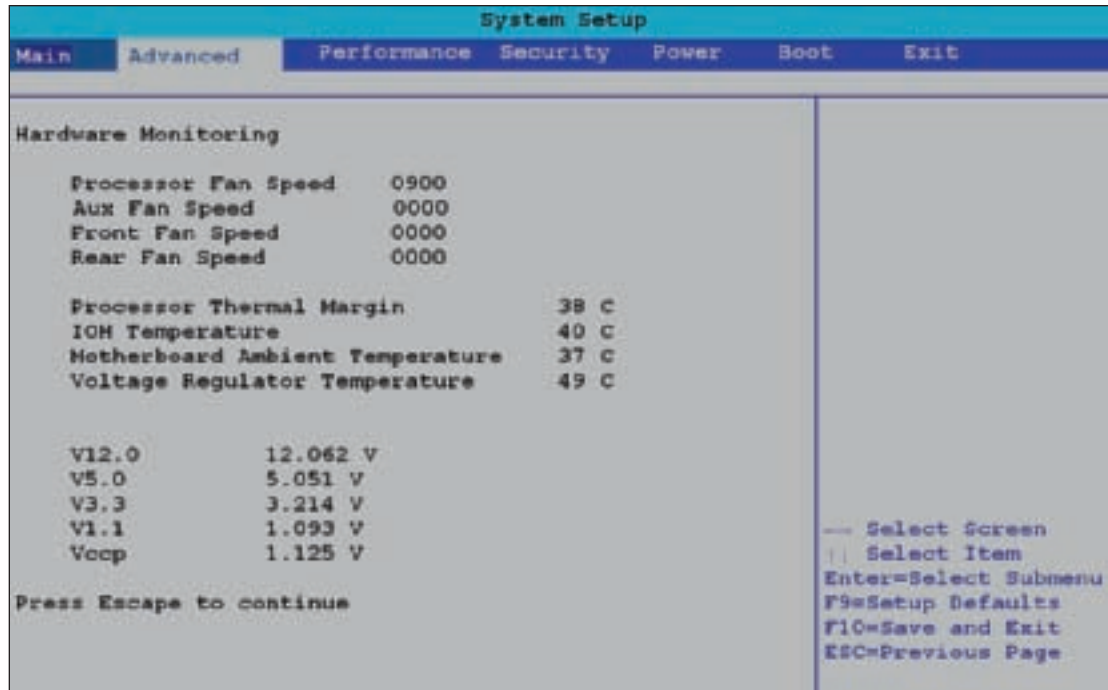 System Setup
Main Advanced Performance Security Power Boot Exit
Hardware Monitoring
Processor Fan Speed 0900
Aux Fan Speed 0000
Front Fan Speed 0000
Rear Fan Speed 0000
Processor Thermal Margin 38 C
IOH Temperature 40 C
Motherboard Ambient Temperature 37 C
Voltage Regulator Temperature 49 C
V12.0 12.062 V
V5.0 5.051 V
V3.3 3.214 V
V1.1 1.093 V
Vccp 1.125 V
Press Escape to continue
Select Screen
Select Item
Enter=Select Submenu
F9=Setup Defaults
F10=Save and Exit
ESC=Previous Page